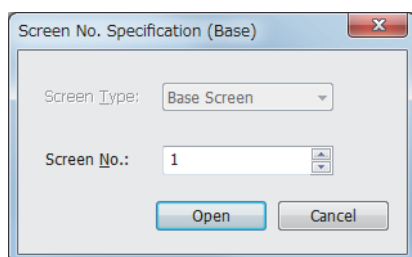 Screen No. Specification (Base)
Screen Type: Base Screen
Screen No.: 1
Open Cancel